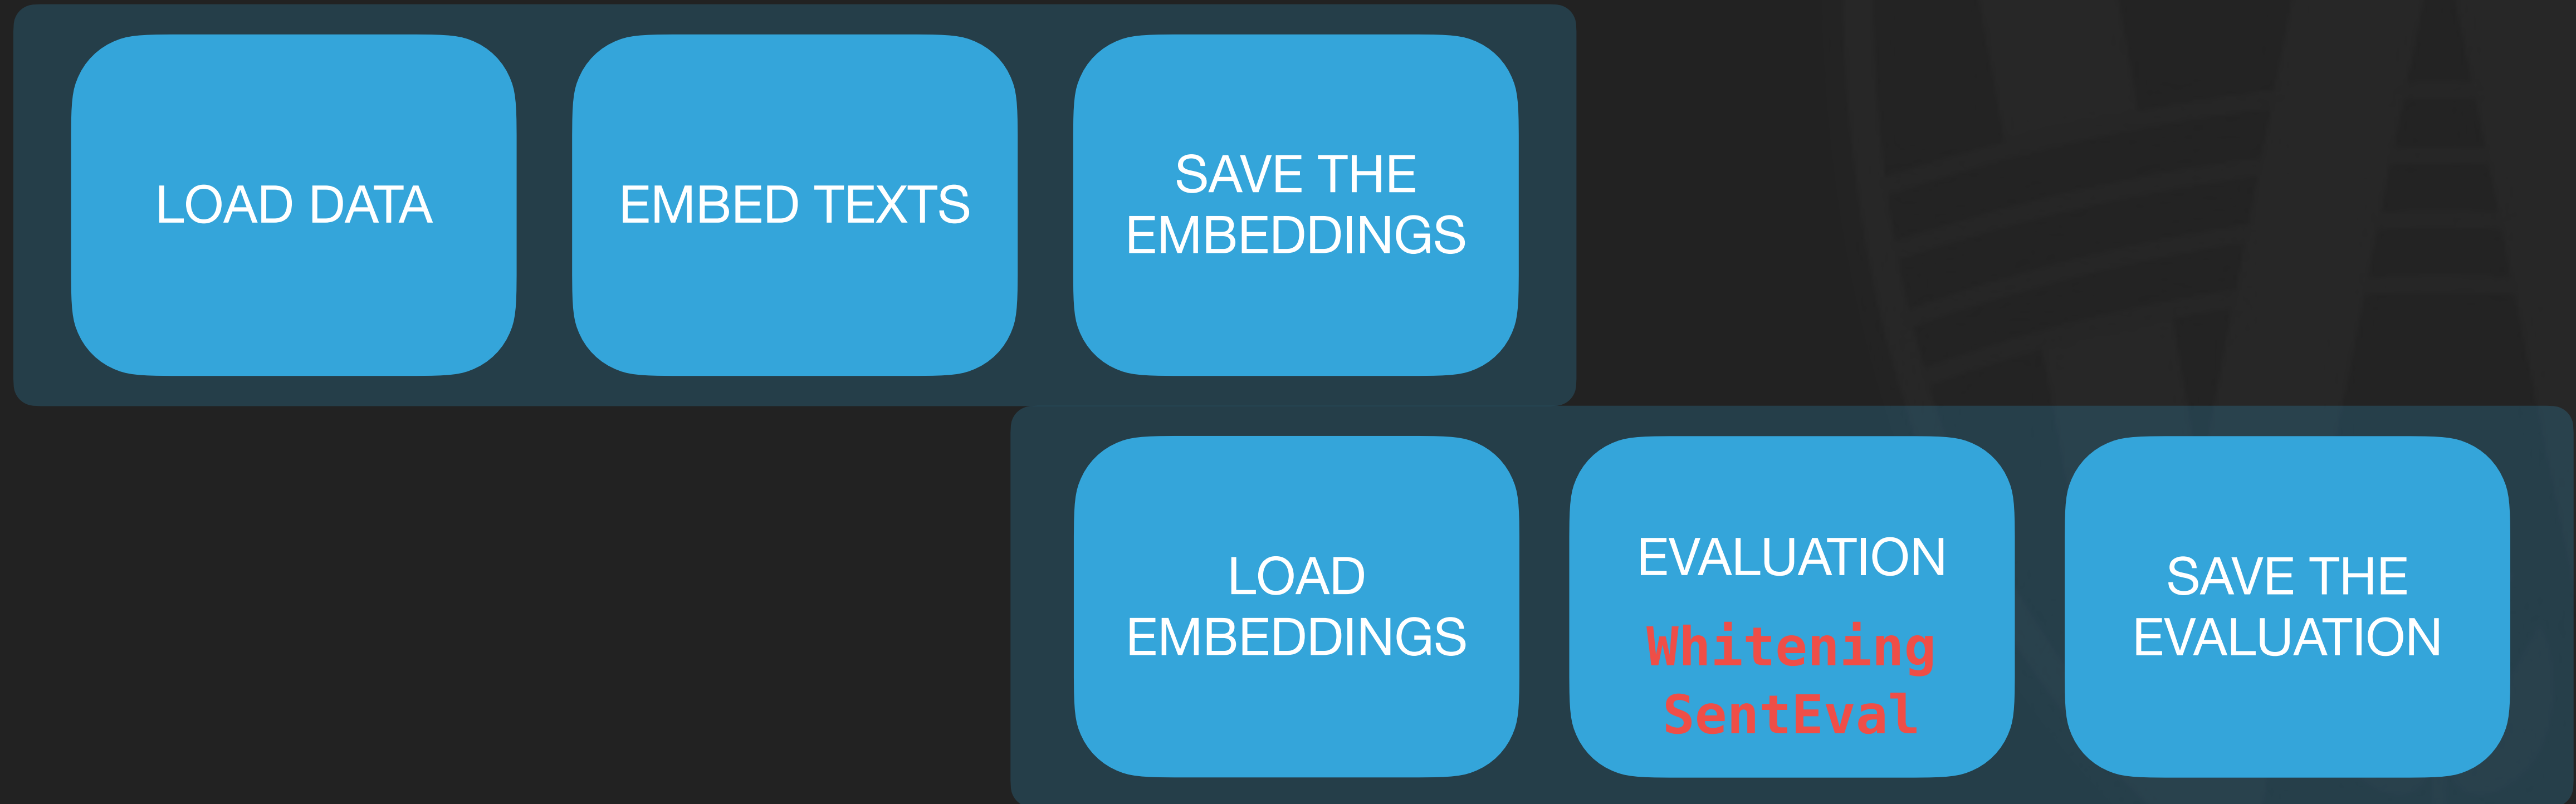 LOAD DATA
EMBED TEXTS
SAVE THE
EMBEDDINGS
LOAD
EMBEDDINGS
EVALUATION
Whitening
SentEval
SAVE THE
EVALUATION